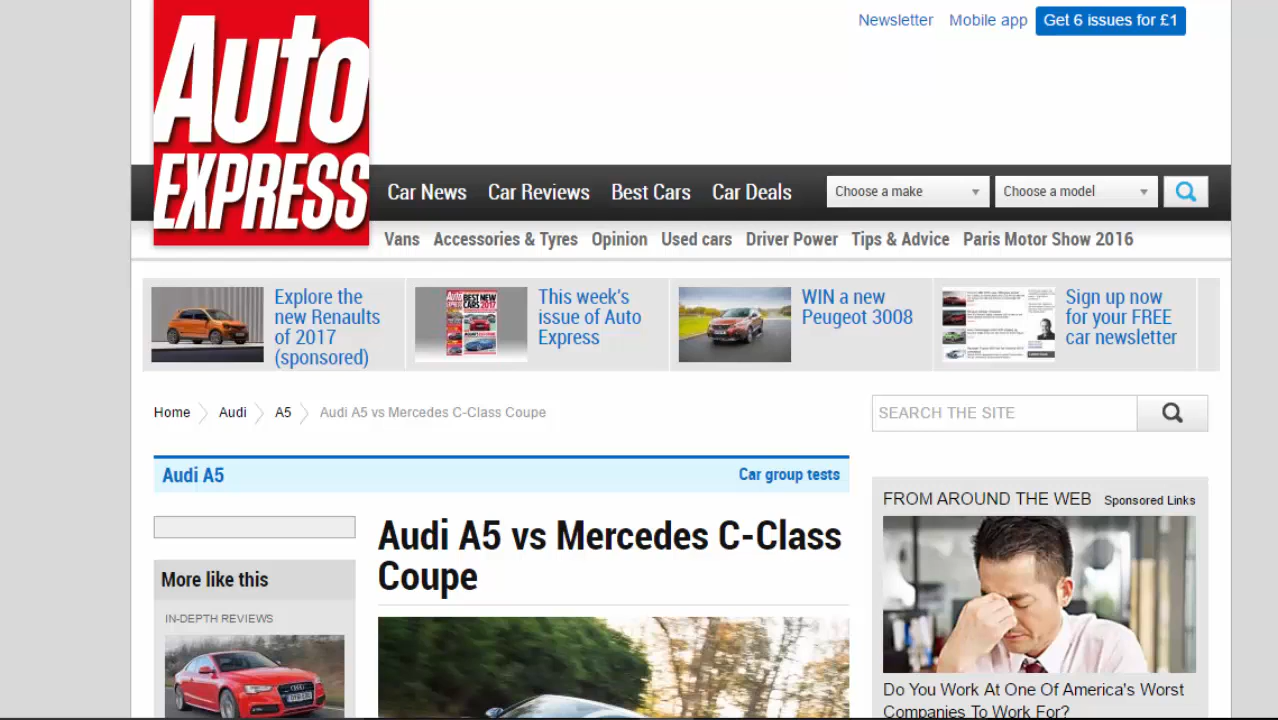 Newsletter Mobile app Get 6 issues for £1
Auto
EXPRESS
Car News Car Reviews Best Cars Car Deals Choose a make Choose a model
Vans Accessories & Tyres Opinion Used cars Driver Power Tips & Advice Paris Motor Show 2016
Explore the
new Renaults
of 2017
(sponsored)
This week's
issue of Auto
Express
WIN a new
Peugeot 3008
Sign up now
for your FREE
car newsletter
Home Audi A5 Audi A5 vs Mercedes C-Class Coupe
SEARCH THE SITE
Audi A5 Car group tests
Audi A5 vs Mercedes C-Class
Coupe
More like this
IN-DEPTH REVIEWS
FROM AROUND THE WEB Sponsored Links
Do You Work At One Of America's Worst
Companies To Work For?